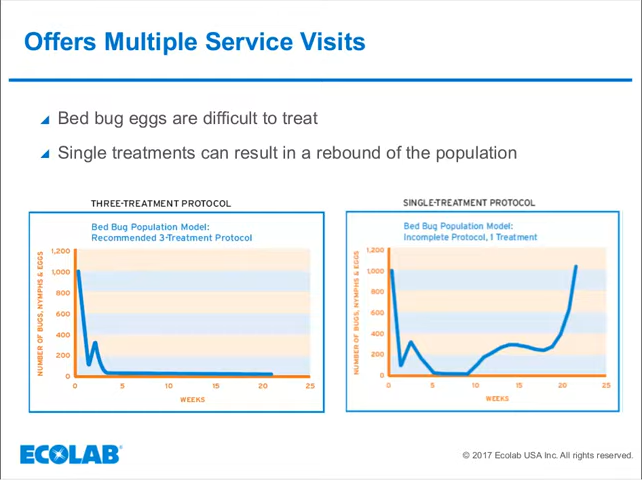 Offers Multiple Service Visits
Bed bug eggs are difficult to treat
Single treatments can result in a rebound of the population
THREE-TREATMENT PROTOCOL
Bed Bug Population Model:
Recommended 3-Treatment Protocol
NUMBER OF BUGS, NYMPHS & EGGS
1,200
1,000
800
600
400
200
0
0 5 10 15 20 25
WEEKS
SINGLE-TREATMENT PROTOCOL
Bed Bug Population Model:
Incomplete Protocol, 1 Treatment
NUMBER OF BUGS, NYMPHS & EGGS
1,200
1,000
800
600
400
200
0
0 5 10 15 20 25
WEEKS
ECOLAB®
© 2017 Ecolab USA Inc. All rights reserved.